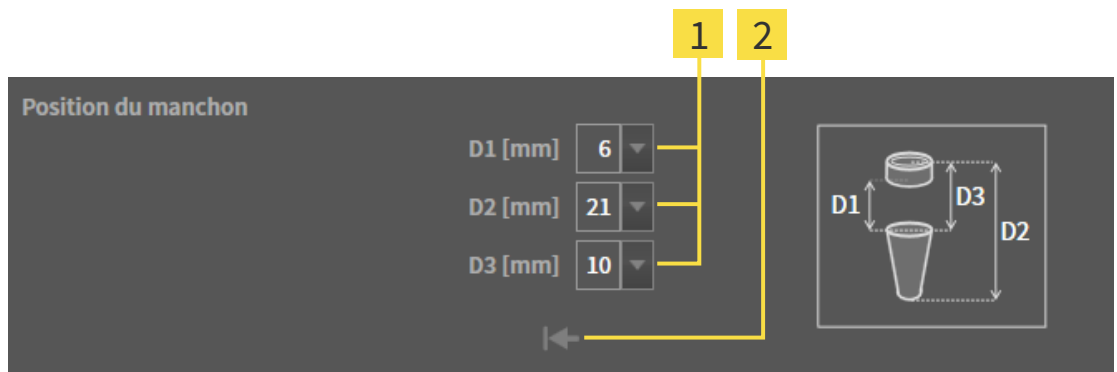 1 2
Position du manchon
D1 [mm] 6
D2 [mm] 21
D3 [mm] 10
D1 D3
D2